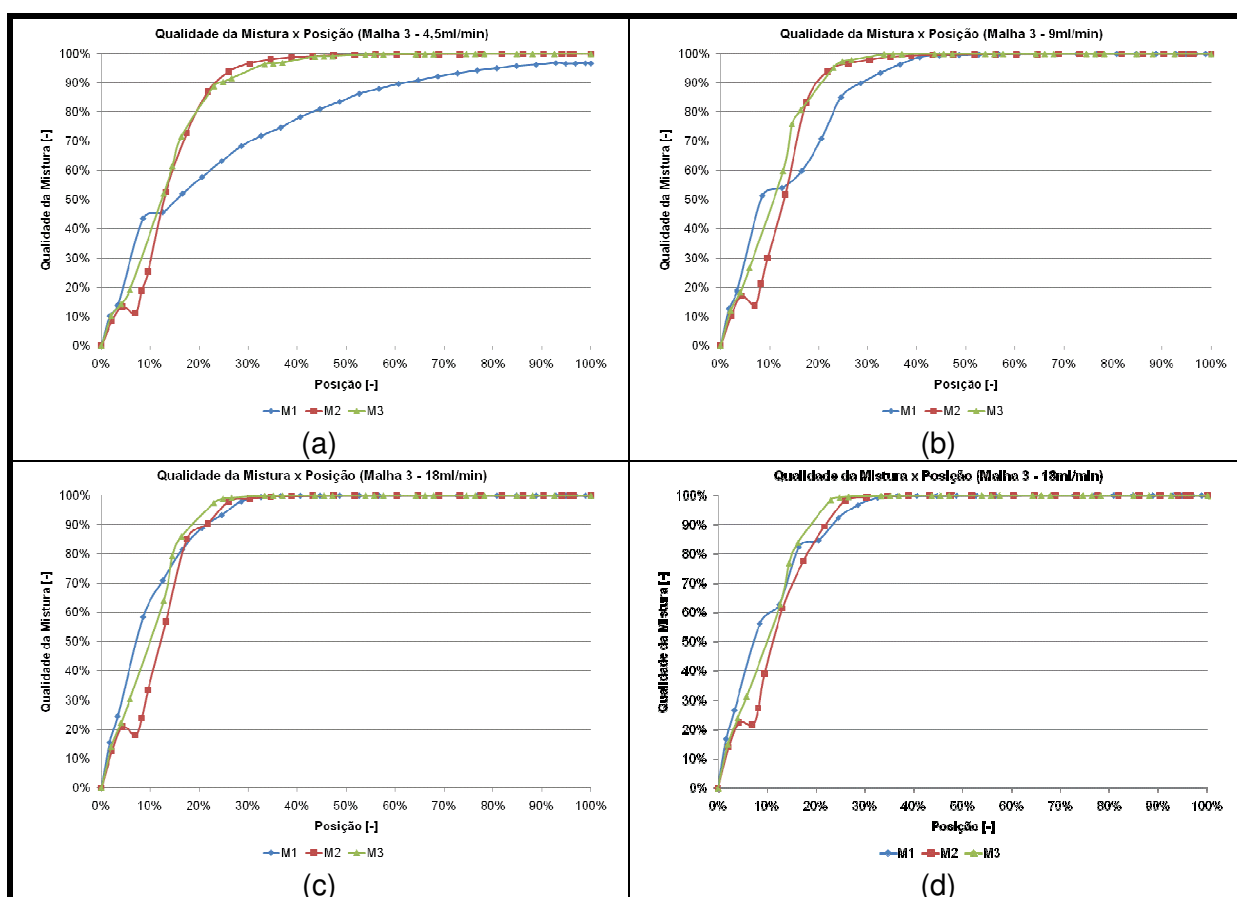 Qualidade da Mistura x Posição (Malha 3 - 4,5ml/min)
Qualidade da Mistura [-]
100%
90%
80%
70%
60%
50%
40%
30%
20%
10%
0%
0% 10% 20% 30% 40% 50% 60% 70% 80% 90% 100%
Posição [-]
M1 M2 M3
(a)
Qualidade da Mistura x Posição (Malha 3 - 9ml/min)
Qualidade da Mistura [-]
100%
90%
80%
70%
60%
50%
40%
30%
20%
10%
0%
0% 10% 20% 30% 40% 50% 60% 70% 80% 90% 100%
Posição [-]
M1 M2 M3
(b)
Qualidade da Mistura x Posição (Malha 3 - 18ml/min)
Qualidade da Mistura [-]
100%
90%
80%
70%
60%
50%
40%
30%
20%
10%
0%
0% 10% 20% 30% 40% 50% 60% 70% 80% 90% 100%
Posição [-]
M1 M2 M3
(c)
Qualidade da Mistura x Posição (Malha 3 - 18ml/min)
Qualidade da Mistura [-]
100%
90%
80%
70%
60%
50%
40%
30%
20%
10%
0%
0% 10% 20% 30% 40% 50% 60% 70% 80% 90% 100%
Posição [-]
M1 M2 M3
(d)